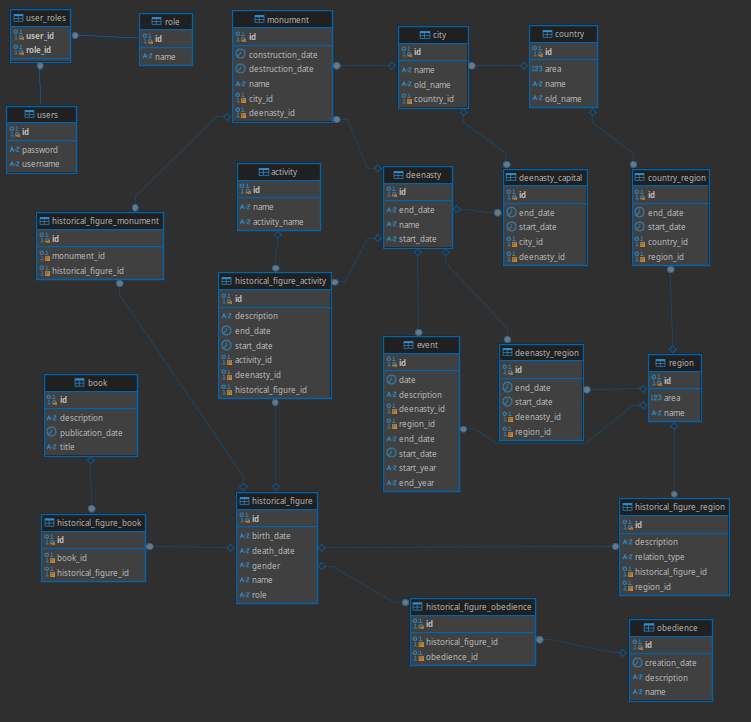 user_roles
user_id
role_id
role
id
name
users
id
password
username
monument
id
construction_date
destruction_date
name
city_id
deenasty_id
city
id
name
old_name
country_id
country
id
area
name
old_name
activity
id
name
activity_name
deenasty
id
end_date
name
start_date
deenasty_capital
id
end_date
start_date
city_id
deenasty_id
country_region
id
end_date
start_date
country_id
region_id
historical_figure_monument
id
monument_id
historical_figure_id
historical_figure_activity
id
description
end_date
start_date
activity_id
deenasty_id
historical_figure_id
event
id
date
description
deenasty_id
region_id
end_date
start_date
start_year
end_year
deenasty_region
id
end_date
start_date
deenasty_id
region_id
region
id
area
name
book
id
description
publication_date
title
historical_figure_book
id
book_id
historical_figure_id
historical_figure
id
birth_date
death_date
gender
name
role
historical_figure_region
id
description
relation_type
historical_figure_id
region_id
historical_figure_obedience
id
historical_figure_id
obedience_id
obedience
id
creation_date
description
name